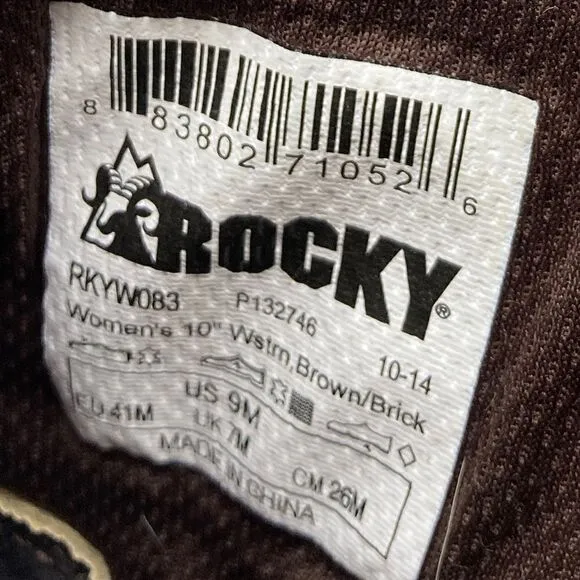 8 83802 71052 6
ROCKY®
RKYW083 P132746 10-14
Women's 10" Wstrn,Brown/Brick
EU 41M US 9M UK 7M CM 26M
MADE IN CHINA